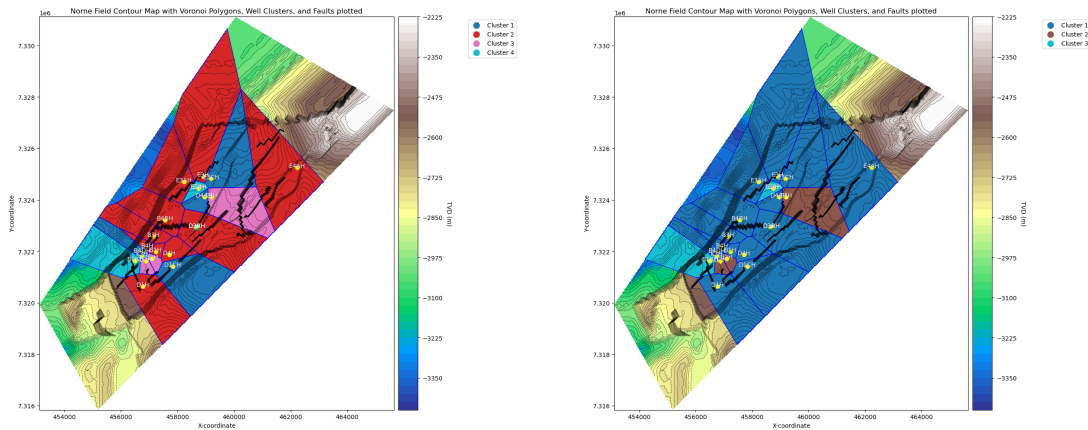 Norne Field Contour Map with Voronoi Polygons, Well Clusters, and Faults plotted
1e6
7.330
7.328
7.326
7.324
7.322
7.320
7.318
7.316
Y-coordinate
454000
456000
458000
460000
462000
464000
X-coordinate
Cluster 1
Cluster 2
Cluster 3
Cluster 4
−2225
−2350
−2475
−2600
−2725
−2850
−2975
−3100
−3225
−3350
TVD (m)
Norne Field Contour Map with Voronoi Polygons, Well Clusters, and Faults plotted
1e6
7.330
7.328
7.326
7.324
7.322
7.320
7.318
7.316
Y-coordinate
454000
456000
458000
460000
462000
464000
X-coordinate
Cluster 1
Cluster 2
Cluster 3
−2225
−2350
−2475
−2600
−2725
−2850
−2975
−3100
−3225
−3350
TVD (m)